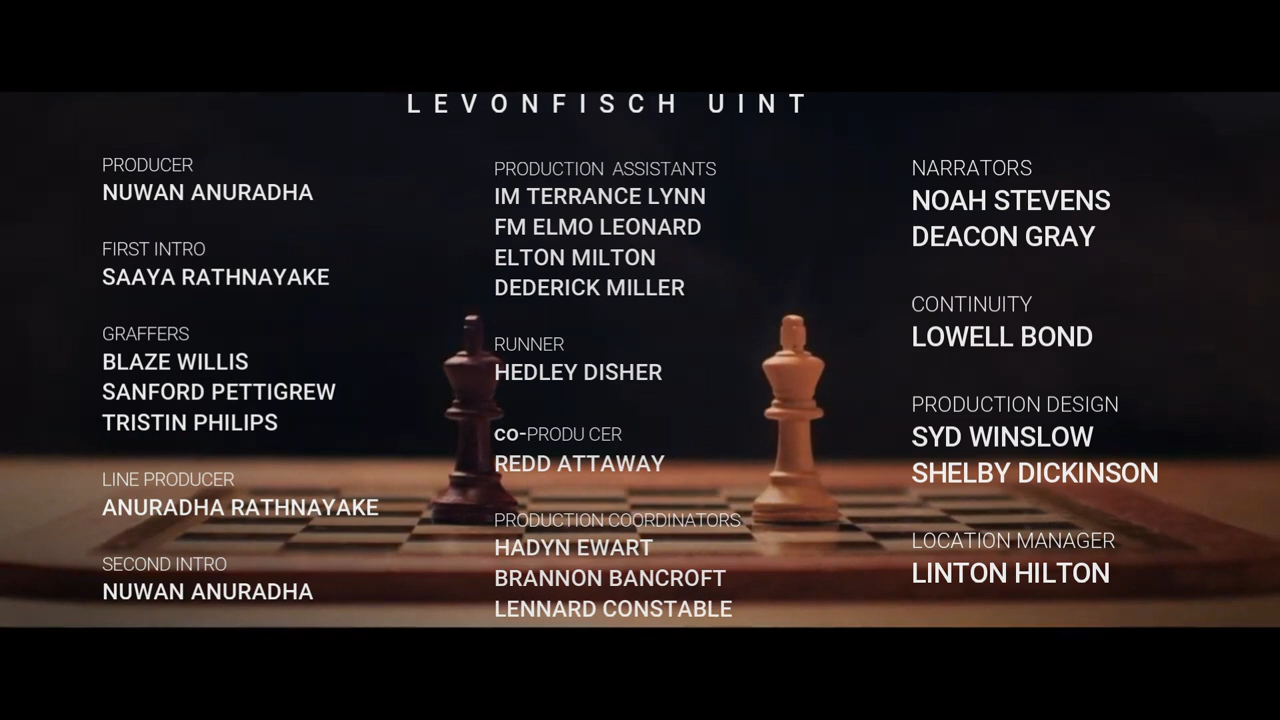 LEVONFISCH UINT
PRODUCER
NUWAN ANURADHA
FIRST INTRO
SAAYA RATHNAYAKE
GRAFFERS
BLAZE WILLIS
SANFORD PETTIGREW
TRISTIN PHILIPS
LINE PRODUCER
ANURADHA RATHNAYAKE
SECOND INTRO
NUWAN ANURADHA
PRODUCTION ASSISTANTS
IM TERRANCE LYNN
FM ELMO LEONARD
ELTON MILTON
DEDERICK MILLER
RUNNER
HEDLEY DISHER
co-PRODU CER
REDD ATTAWAY
PRODUCTION COORDINATORS
HADYN EWART
BRANNON BANCROFT
LENNARD CONSTABLE
NARRATORS
NOAH STEVENS
DEACON GRAY
CONTINUITY
LOWELL BOND
PRODUCTION DESIGN
SYD WINSLOW
SHELBY DICKINSON
LOCATION MANAGER
LINTON HILTON